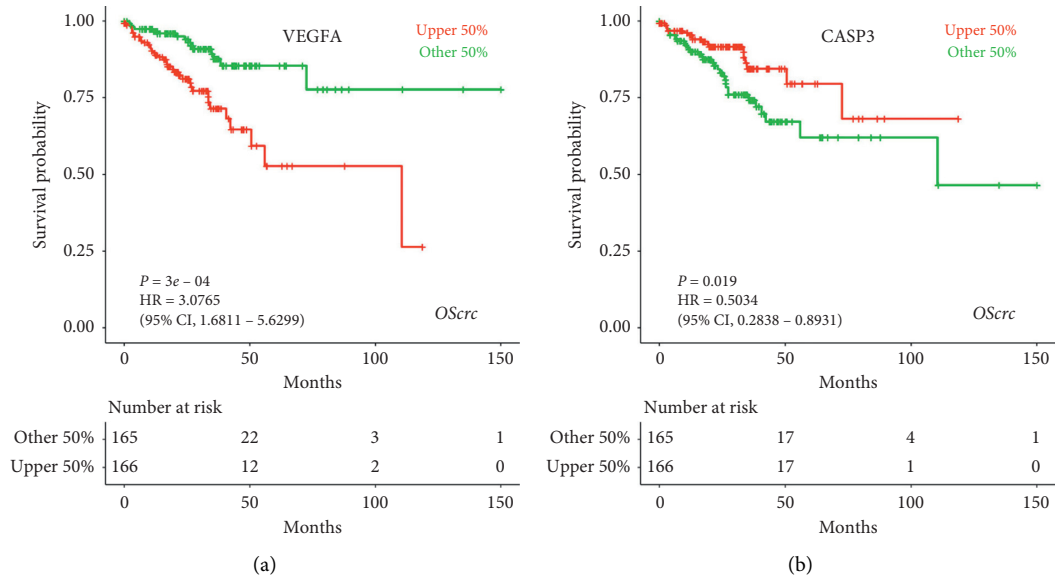 VEGFA
Upper 50%
Other 50%
1.00
0.75
0.50
0.25
0.00
Survival probability
P = 3e – 04
HR = 3.0765
(95% CI, 1.6811 – 5.6299)
OScrc
0 50 100 150
Months
Number at risk
Other 50% 165 22 3 1
Upper 50% 166 12 2 0
0 50 100 150
Months
(a)
CASP3
Upper 50%
Other 50%
1.00
0.75
0.50
0.25
0.00
Survival probability
P = 0.019
HR = 0.5034
(95% CI, 0.2838 – 0.8931)
OScrc
0 50 100 150
Months
Number at risk
Other 50% 165 17 4 1
Upper 50% 166 17 1 0
0 50 100 150
Months
(b)